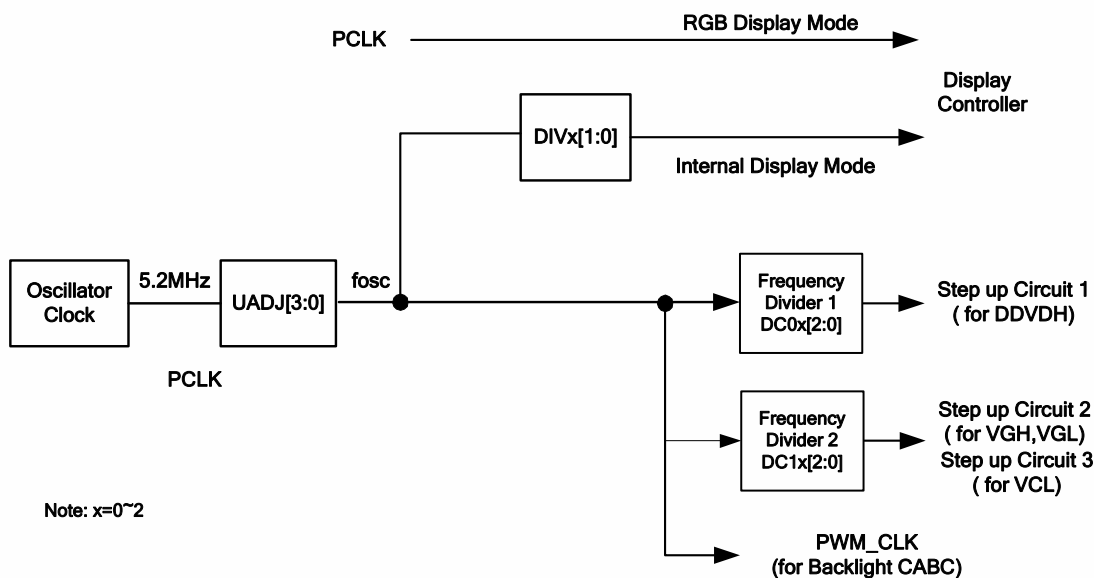 PCLK
RGB Display Mode
Display
Controller
DIVx[1:0]
Internal Display Mode
Oscillator
Clock
5.2MHz
UADJ[3:0]
fosc
PCLK
Frequency
Divider 1
DC0x[2:0]
Step up Circuit 1
( for DDVDH)
Frequency
Divider 2
DC1x[2:0]
Step up Circuit 2
( for VGH,VGL)
Step up Circuit 3
( for VCL)
Note: x=0~2
PWM_CLK
(for Backlight CABC)